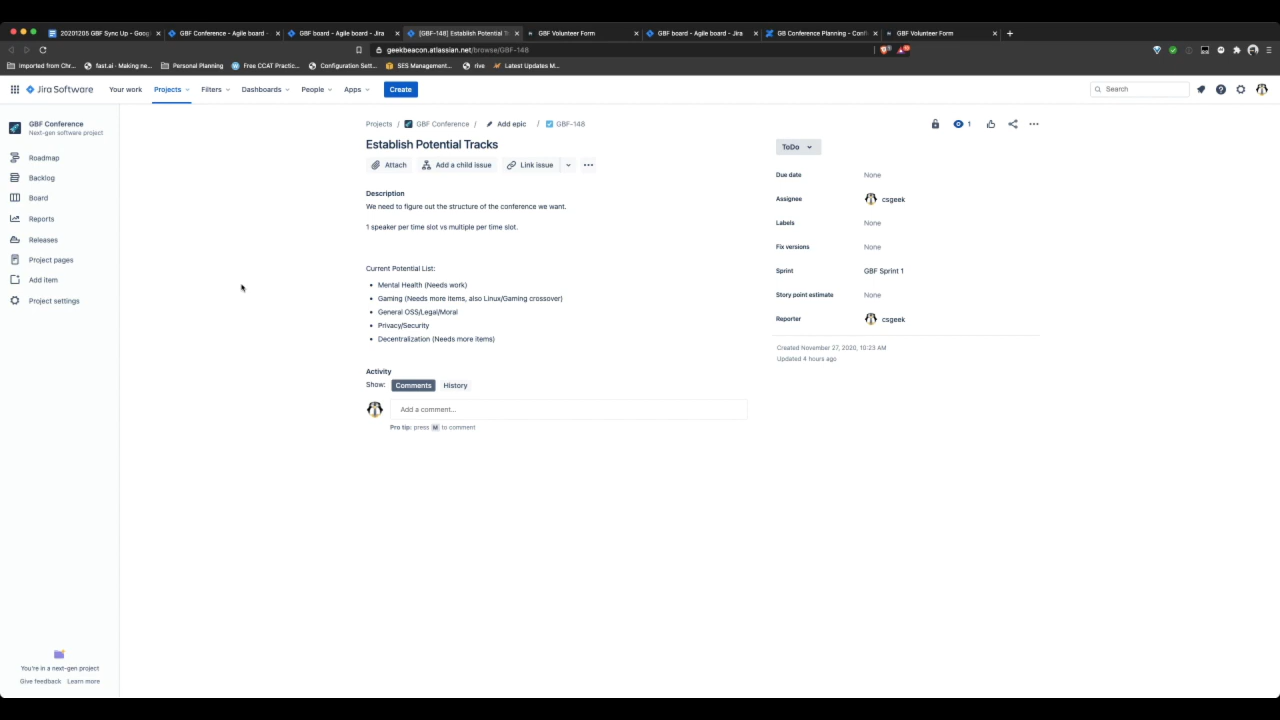 20201205 GBF Sync Up - Goog
GBF Conference - Agile board -
GBF board - Agile board - Jira
[GBF-148] Establish Potential T
GBF Volunteer Form
GBF board - Agile board - Jira
GB Conference Planning - Conf
GBF Volunteer Form
geekbeacon.atlassian.net/browse/GBF-148
Imported from Chr...
fast.ai · Making ne...
Personal Planning
Free CCAT Practic...
Configuration Sett...
SES Management...
rive
Latest Updates M...
Jira Software
Your work
Projects
Filters
Dashboards
People
Apps
Create
Search
GBF Conference
Next-gen software project
Roadmap
Backlog
Board
Reports
Releases
Project pages
Add item
Project settings
Projects / GBF Conference / Add epic / GBF-148
1
Establish Potential Tracks
Attach
Add a child issue
Link issue
Description
We need to figure out the structure of the conference we want.
1 speaker per time slot vs multiple per time slot.
Current Potential List:
• Mental Health (Needs work)
• Gaming (Needs more items, also Linux/Gaming crossover)
• General OSS/Legal/Moral
• Privacy/Security
• Decentralization (Needs more items)
Activity
Show: Comments History
Add a comment...
Pro tip: press M to comment
ToDo
Due date None
Assignee csgeek
Labels None
Fix versions None
Sprint GBF Sprint 1
Story point estimate None
Reporter csgeek
Created November 27, 2020, 10:23 AM
Updated 4 hours ago
You're in a next-gen project
Give feedback Learn more